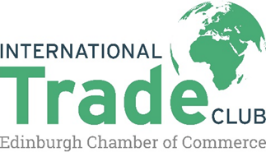 INTERNATIONAL
Trade CLUB
Edinburgh Chamber of Commerce